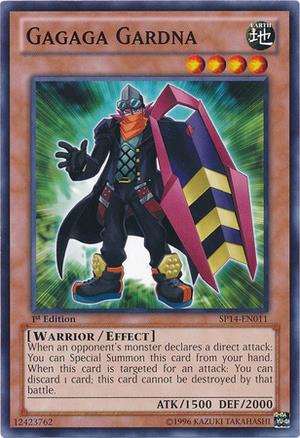 GAGAGA GARDNA
EARTH
地
1st Edition
SP14-EN011
[WARRIOR / EFFECT]
When an opponent's monster declares a direct attack:
You can Special Summon this card from your hand.
When this card is targeted for an attack: You can
discard 1 card; this card cannot be destroyed by that
battle.
ATK/1500 DEF/2000
12423762
©1996 KAZUKI TAKAHASHI